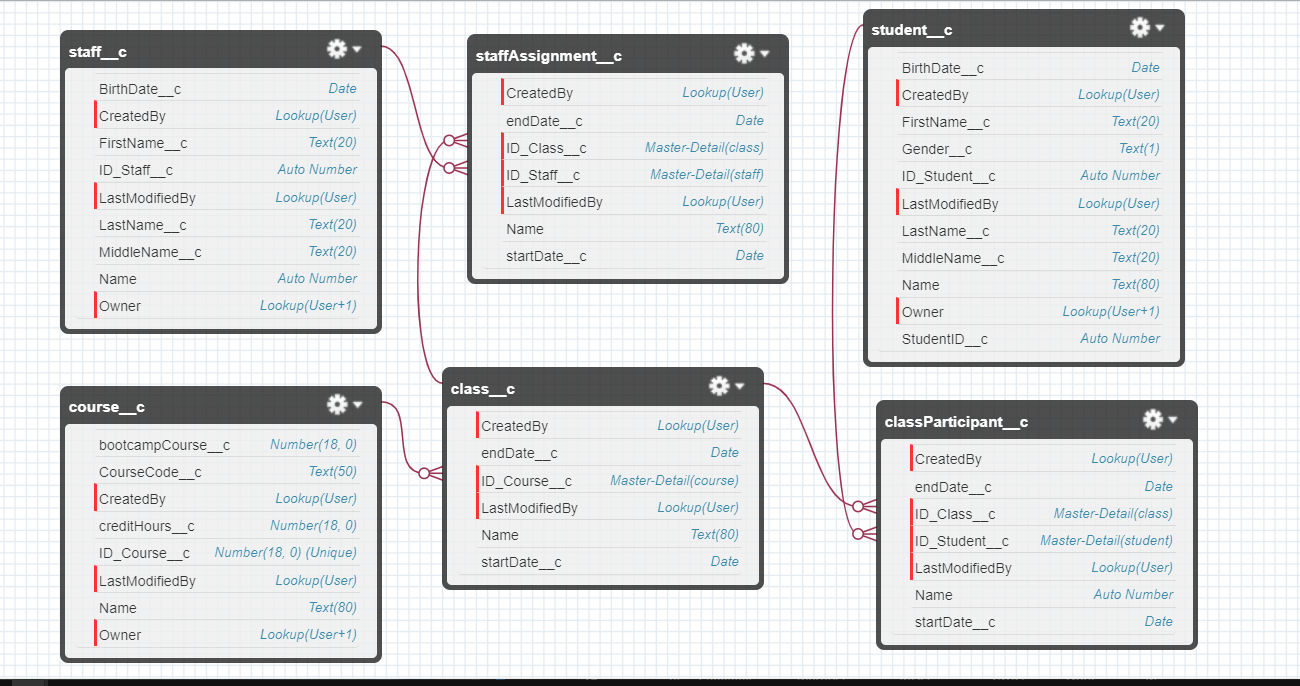 staff__c
BirthDate__c Date
CreatedBy Lookup(User)
FirstName__c Text(20)
ID_Staff__c Auto Number
LastModifiedBy Lookup(User)
LastName__c Text(20)
MiddleName__c Text(20)
Name Auto Number
Owner Lookup(User+1)
staffAssignment__c
CreatedBy Lookup(User)
endDate__c Date
ID_Class__c Master-Detail(class)
ID_Staff__c Master-Detail(staff)
LastModifiedBy Lookup(User)
Name Text(80)
startDate__c Date
student__c
BirthDate__c Date
CreatedBy Lookup(User)
FirstName__c Text(20)
Gender__c Text(1)
ID_Student__c Auto Number
LastModifiedBy Lookup(User)
LastName__c Text(20)
MiddleName__c Text(20)
Name Text(80)
Owner Lookup(User+1)
StudentID__c Auto Number
course__c
bootcampCourse__c Number(18, 0)
CourseCode__c Text(50)
CreatedBy Lookup(User)
creditHours__c Number(18, 0)
ID_Course__c Number(18, 0) (Unique)
LastModifiedBy Lookup(User)
Name Text(80)
Owner Lookup(User+1)
class__c
CreatedBy Lookup(User)
endDate__c Date
ID_Course__c Master-Detail(course)
LastModifiedBy Lookup(User)
Name Text(80)
startDate__c Date
classParticipant__c
CreatedBy Lookup(User)
endDate__c Date
ID_Class__c Master-Detail(class)
ID_Student__c Master-Detail(student)
LastModifiedBy Lookup(User)
Name Auto Number
startDate__c Date